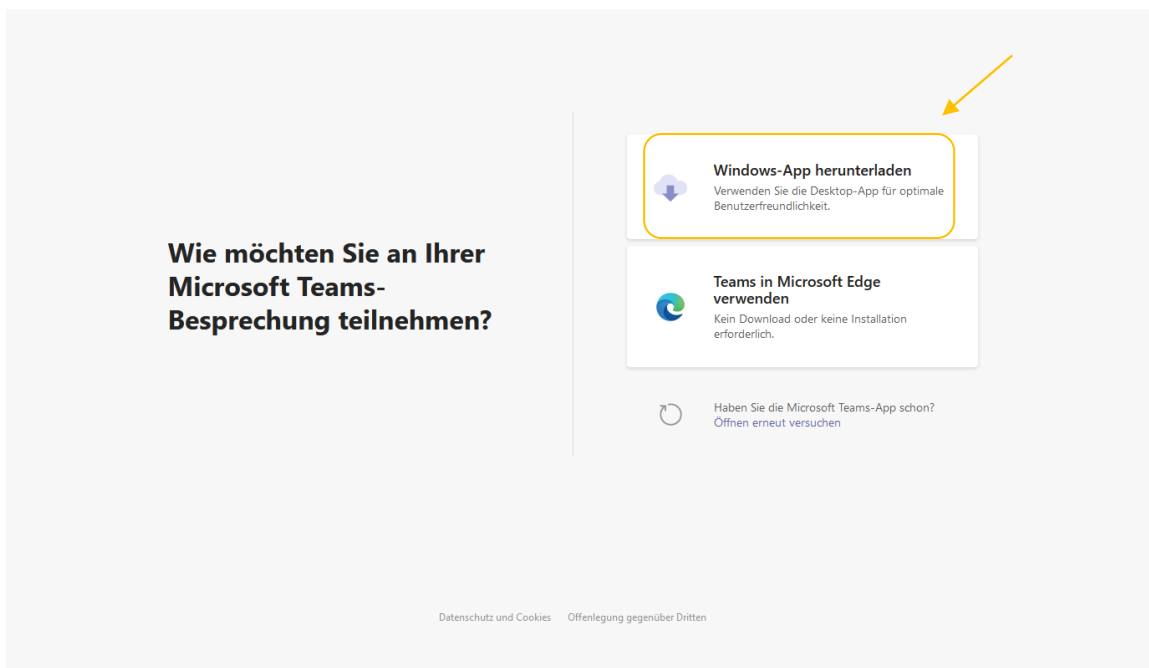 Wie möchten Sie an Ihrer
Microsoft Teams-
Besprechung teilnehmen?
Windows-App herunterladen
Verwenden Sie die Desktop-App für optimale
Benutzerfreundlichkeit.
Teams in Microsoft Edge
verwenden
Kein Download oder keine Installation
erforderlich.
Haben Sie die Microsoft Teams-App schon?
Öffnen erneut versuchen
Datenschutz und Cookies Offenlegung gegenüber Dritten